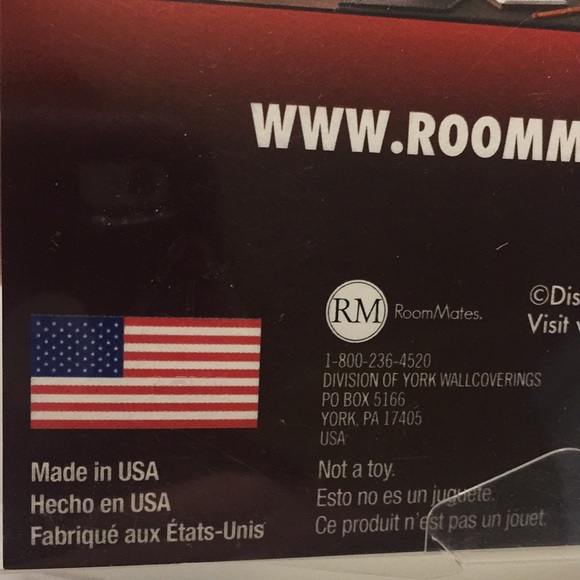 WWW.ROOMM
©Dis
Visit
RM RoomMates.
1-800-236-4520
DIVISION OF YORK WALLCOVERINGS
PO BOX 5166
YORK, PA 17405
USA
Made in USA
Hecho en USA
Fabriqué aux États-Unis
Not a toy.
Esto no es un juguete.
Ce produit n'est pas un jouet.